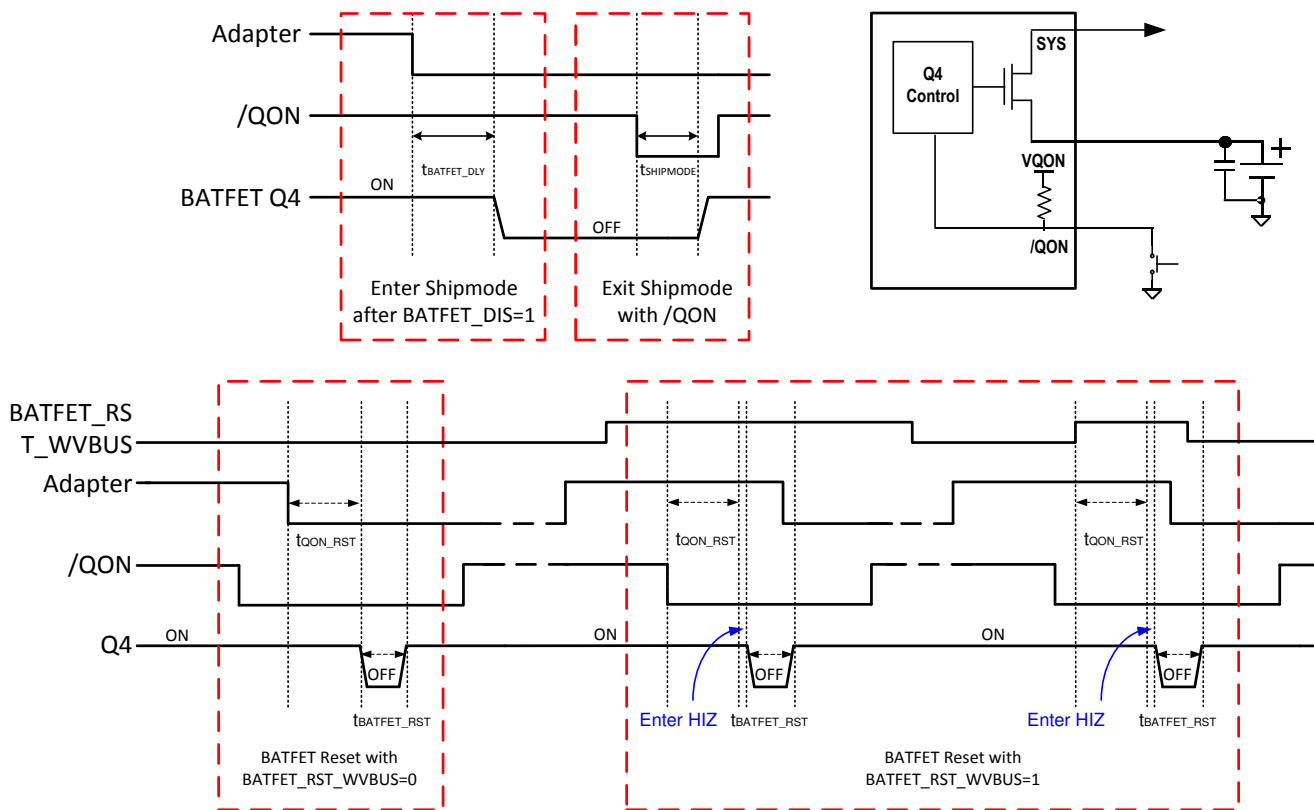 Adapter
/QON
tBATFET_DLY
tSHIPMODE
ON
BATFET Q4
OFF
Enter Shipmode
after BATFET_DIS=1
Exit Shipmode
with /QON
SYS
Q4
Control
VQON
+
/QON
BATFET_RS
T_WVBUS
Adapter
tQON_RST
tQON_RST
tQON_RST
/QON
ON
ON
ON
Q4
OFF
OFF
OFF
tBATFET_RST
Enter HIZ
tBATFET_RST
Enter HIZ
tBATFET_RST
BATFET Reset with
BATFET_RST_WVBUS=0
BATFET Reset with
BATFET_RST_WVBUS=1